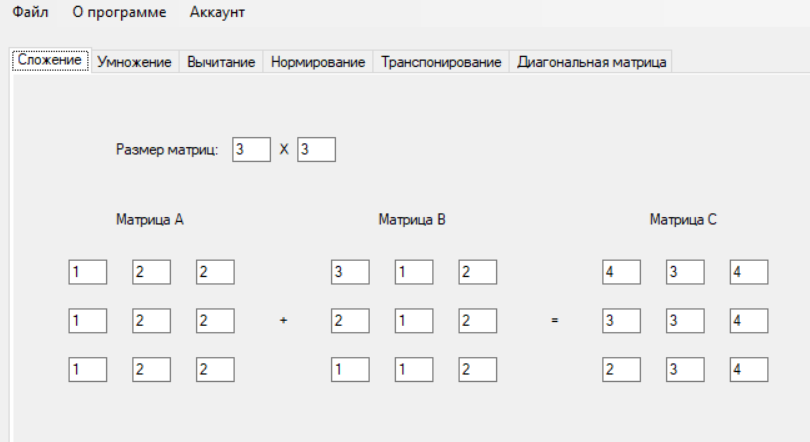 Файл О программе Аккаунт
Сложение Умножение Вычитание Нормирование Транспонирование Диагональная матрица
Размер матриц: 3 X 3
Матрица A Матрица B Матрица C
1 2 2 3 1 2 4 3 4
1 2 2 + 2 1 2 = 3 3 4
1 2 2 1 1 2 2 3 4